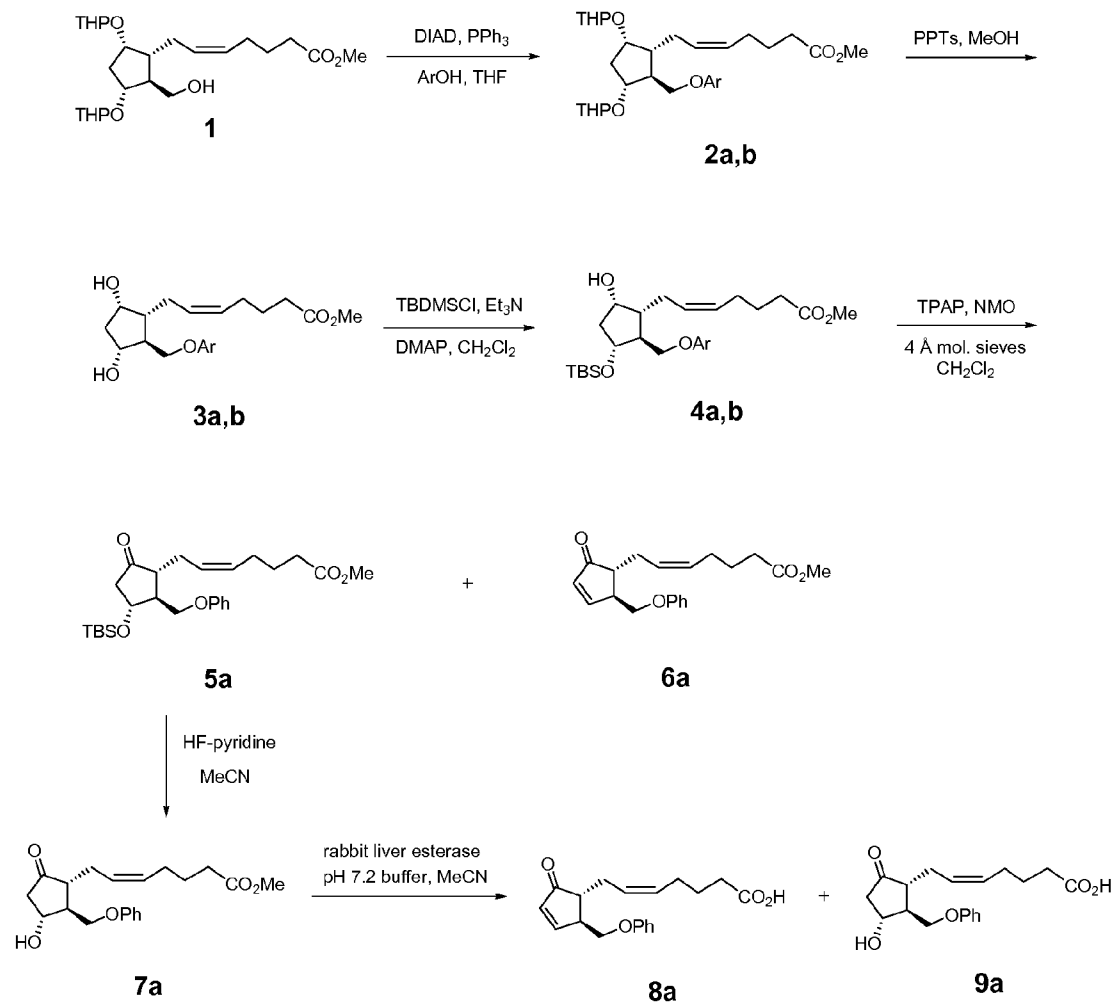 THPO
THPO
OH
CO2Me
1
DIAD, PPh3
ArOH, THF
THPO
THPO
OAr
CO2Me
2a,b
PPTs, MeOH
HO
HO
OAr
CO2Me
3a,b
TBDMSCl, Et3N
DMAP, CH2Cl2
HO
TBSO
OAr
CO2Me
4a,b
TPAP, NMO
4 Å mol. sieves
CH2Cl2
O
TBSO
OPh
CO2Me
5a
+
O
OPh
CO2Me
6a
HF-pyridine
MeCN
O
HO
OPh
CO2Me
7a
rabbit liver esterase
pH 7.2 buffer, MeCN
O
OPh
CO2H
8a
+
O
HO
OPh
CO2H
9a